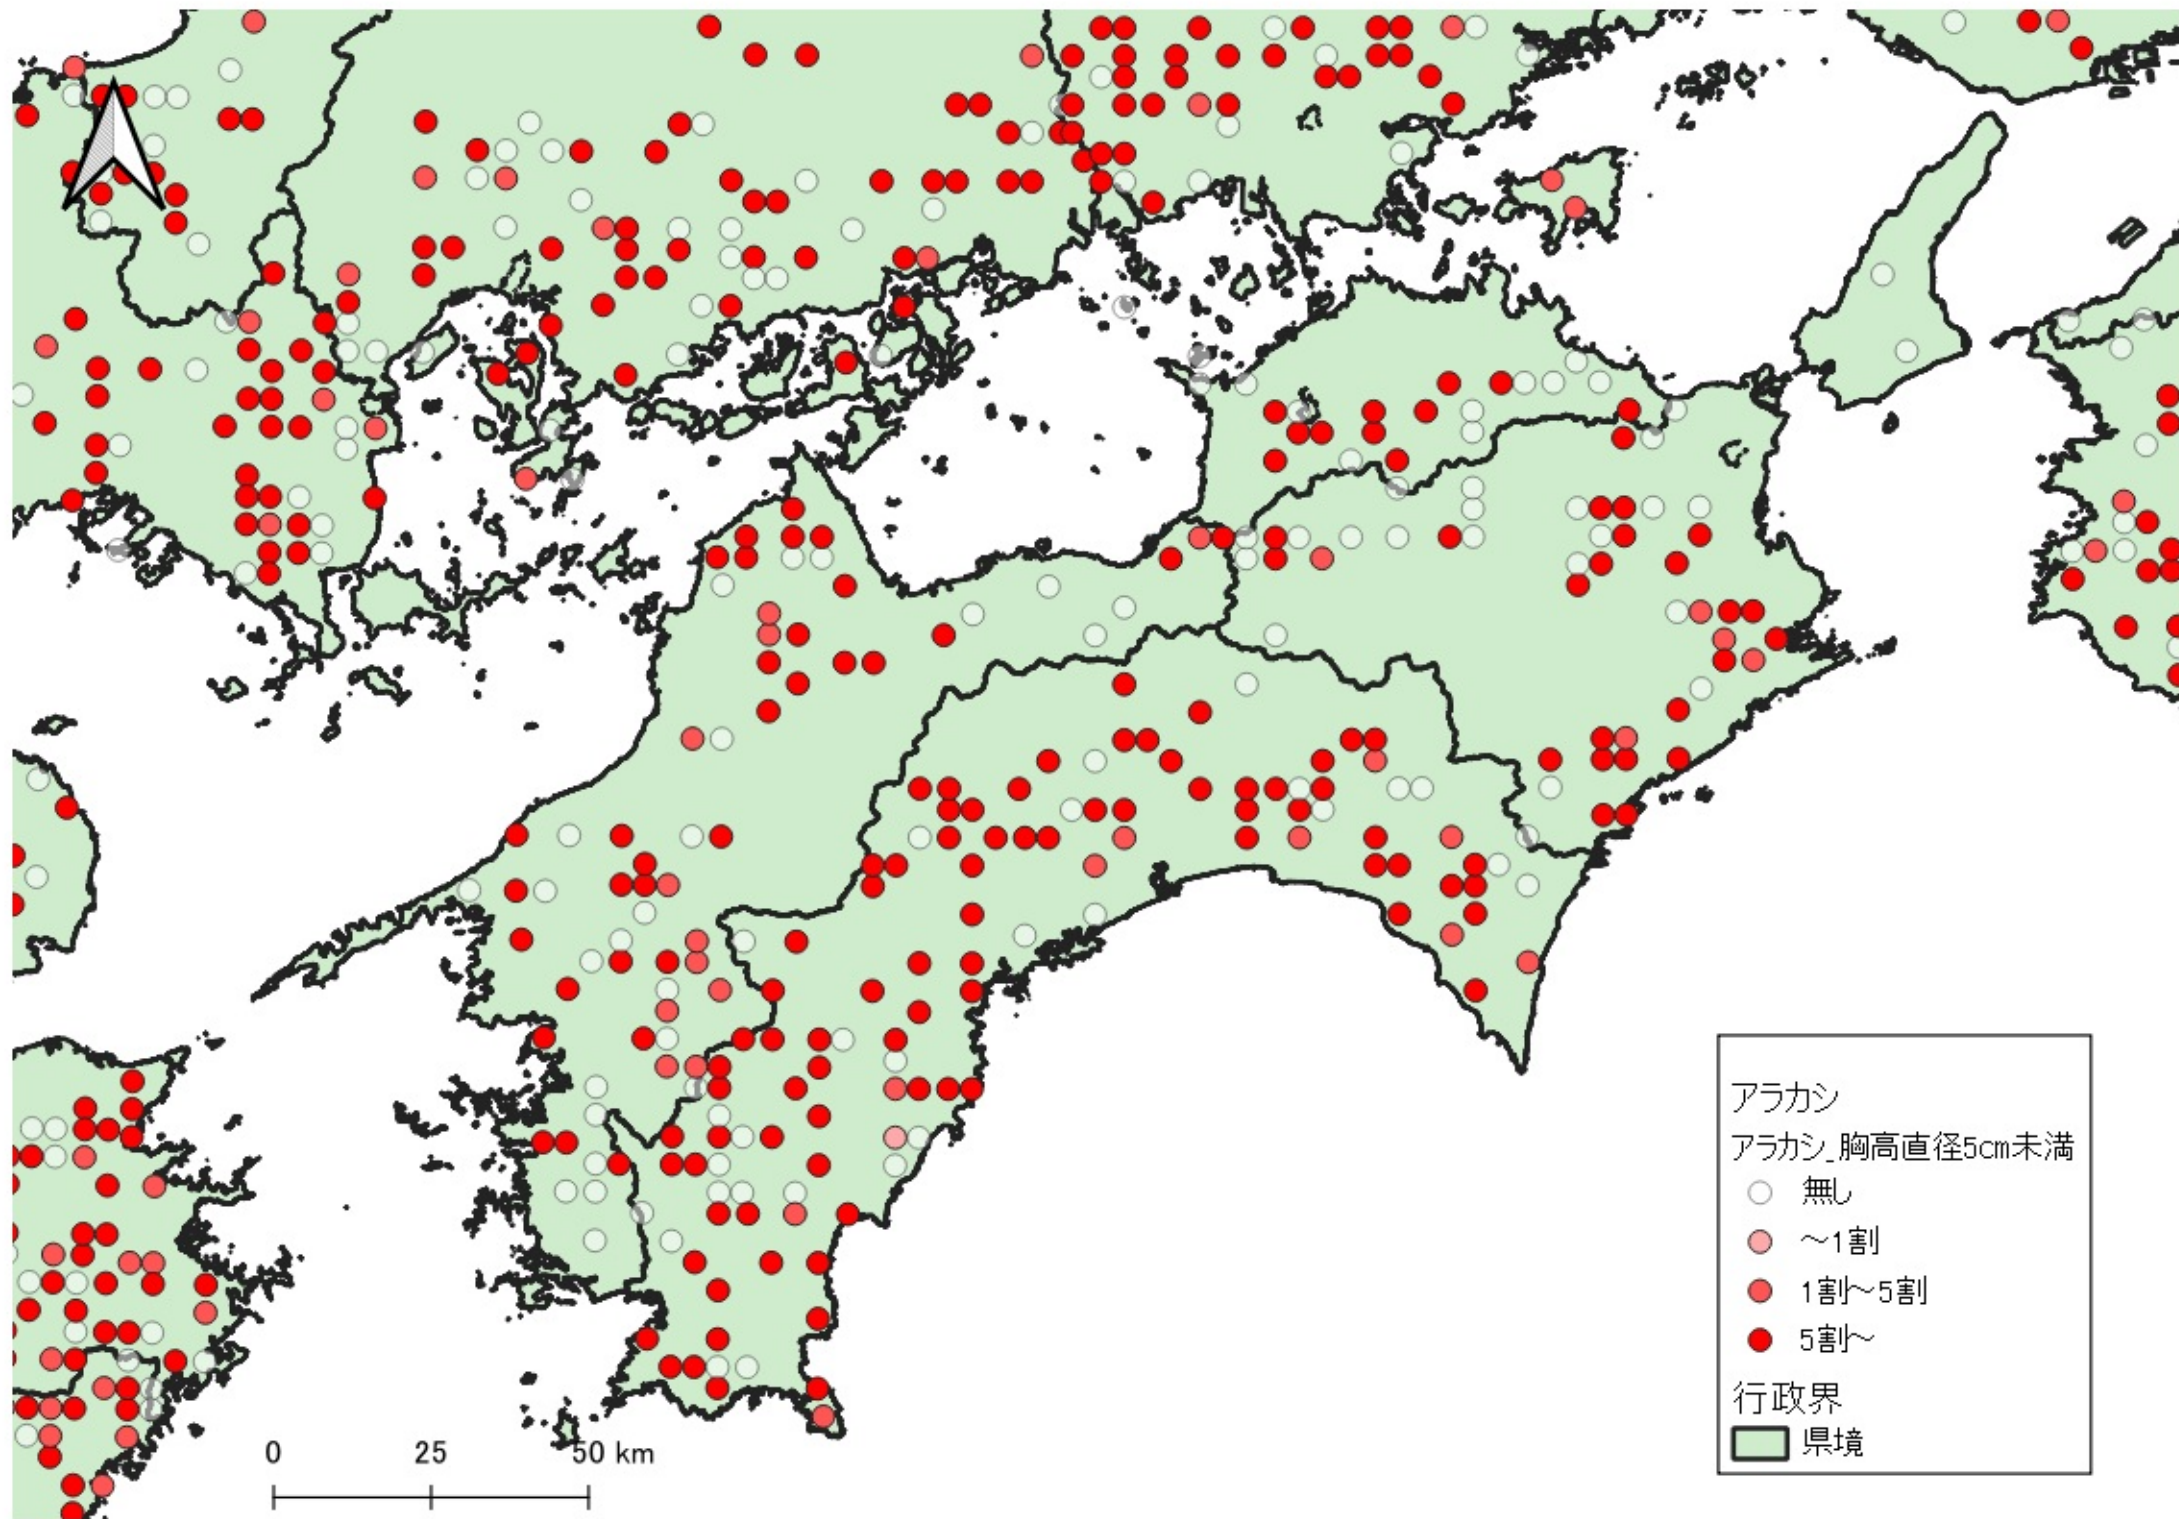 アラカシ
アラカシ_胸高直径5cm未満
無し
～1割
1割～5割
5割～
行政界
県境
0 25 50 km